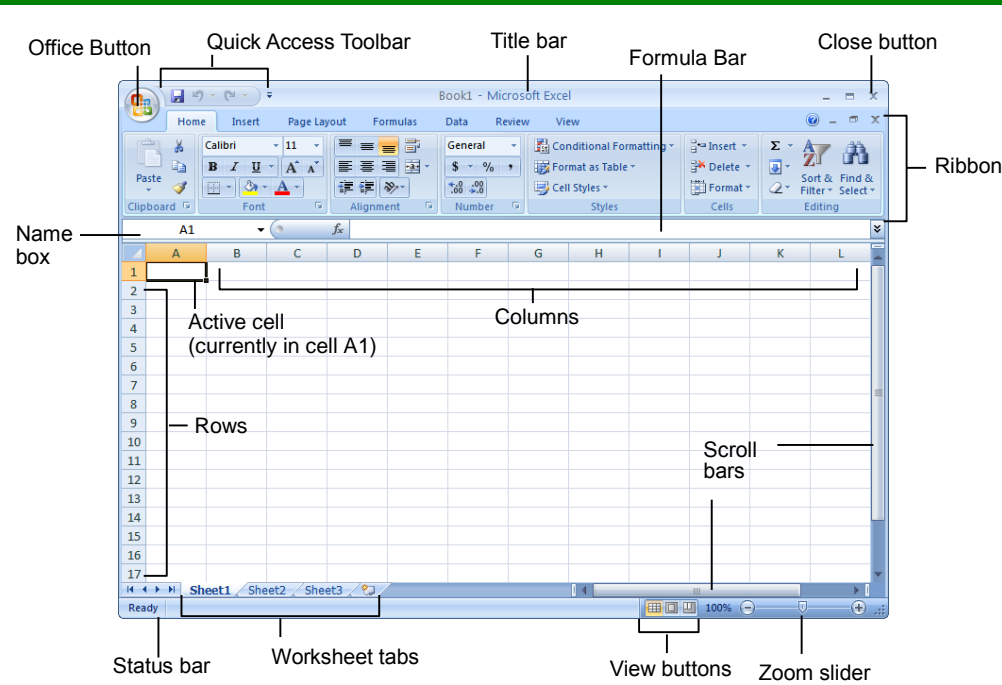 Office Button
Quick Access Toolbar
Title bar
Formula Bar
Close button
Book1 - Microsoft Excel
Home Insert Page Layout Formulas Data Review View
Calibri 11 General Conditional Formatting Insert
B I U A A $ % , Format as Table Delete
Paste A .00 .0 Cell Styles Format Sort & Filter Find & Select
Clipboard Font Alignment Number Styles Cells Editing
Ribbon
Name box
A1 fx
A B C D E F G H I J K L
1
2
3
4
5
6
7
8
9
10
11
12
13
14
15
16
17
Columns
Active cell
(currently in cell A1)
Rows
Scroll
bars
Sheet1 Sheet2 Sheet3
Ready 100%
Status bar
Worksheet tabs
View buttons
Zoom slider